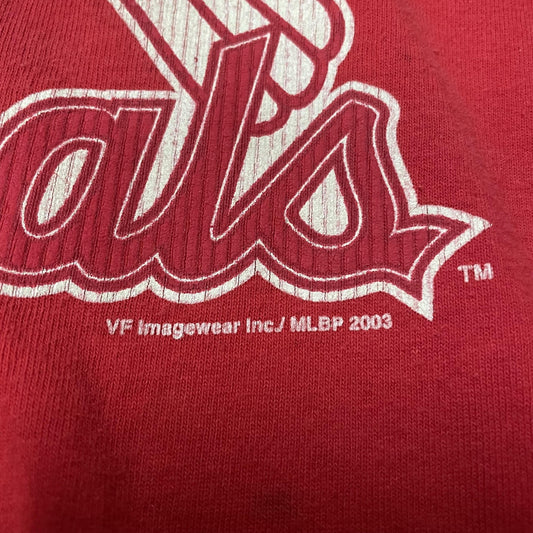 als
TM
VF Imagewear Inc./ MLBP 2003